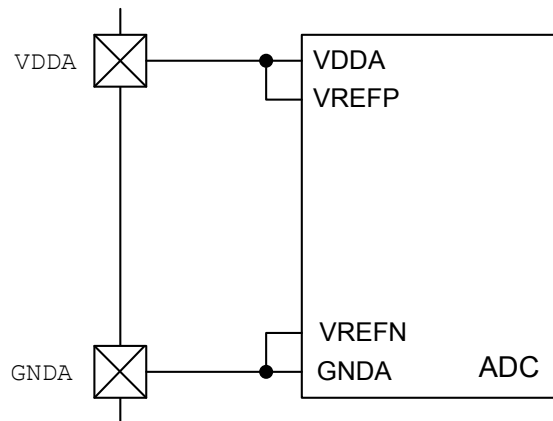 VDDA
VDDA
VREFP
VREFN
GNDA
GNDA
ADC